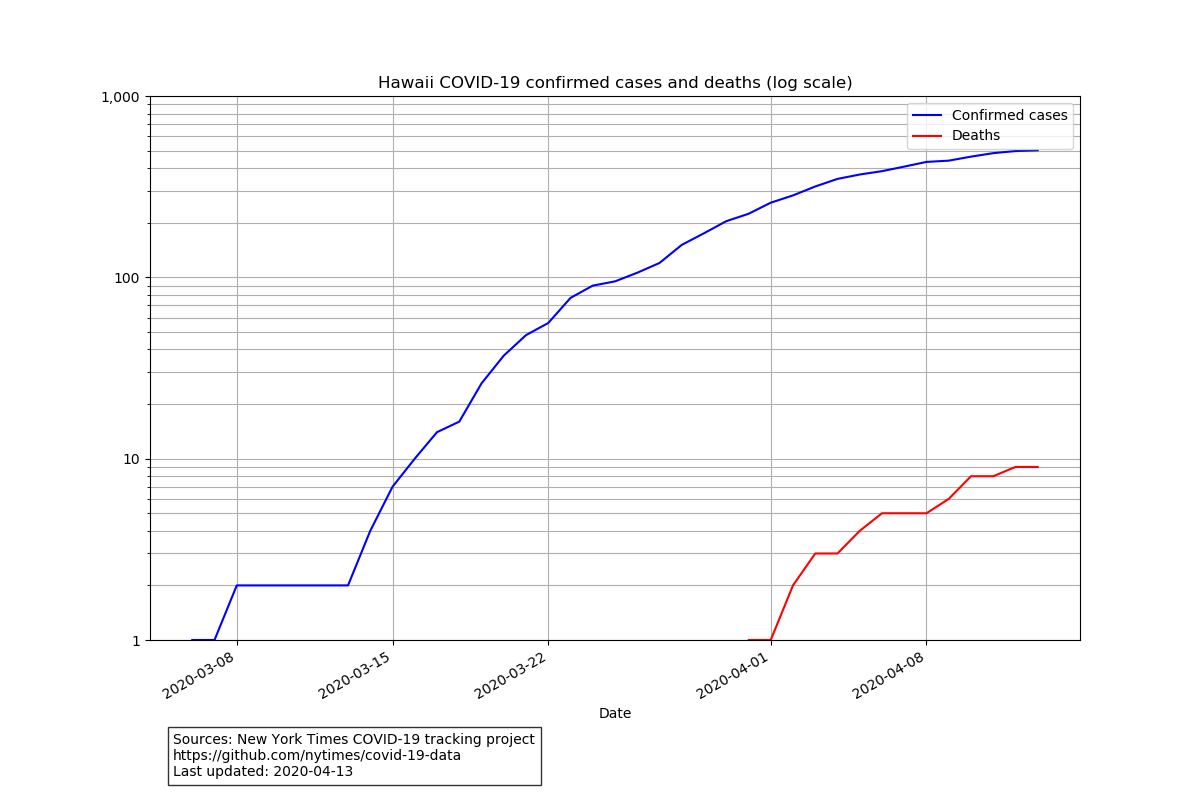 Hawaii COVID-19 confirmed cases and deaths (log scale)
1,000
100
10
1
Confirmed cases
Deaths
2020-03-08
2020-03-15
2020-03-22
2020-04-01
2020-04-08
Date
Sources: New York Times COVID-19 tracking project
https://github.com/nytimes/covid-19-data
Last updated: 2020-04-13